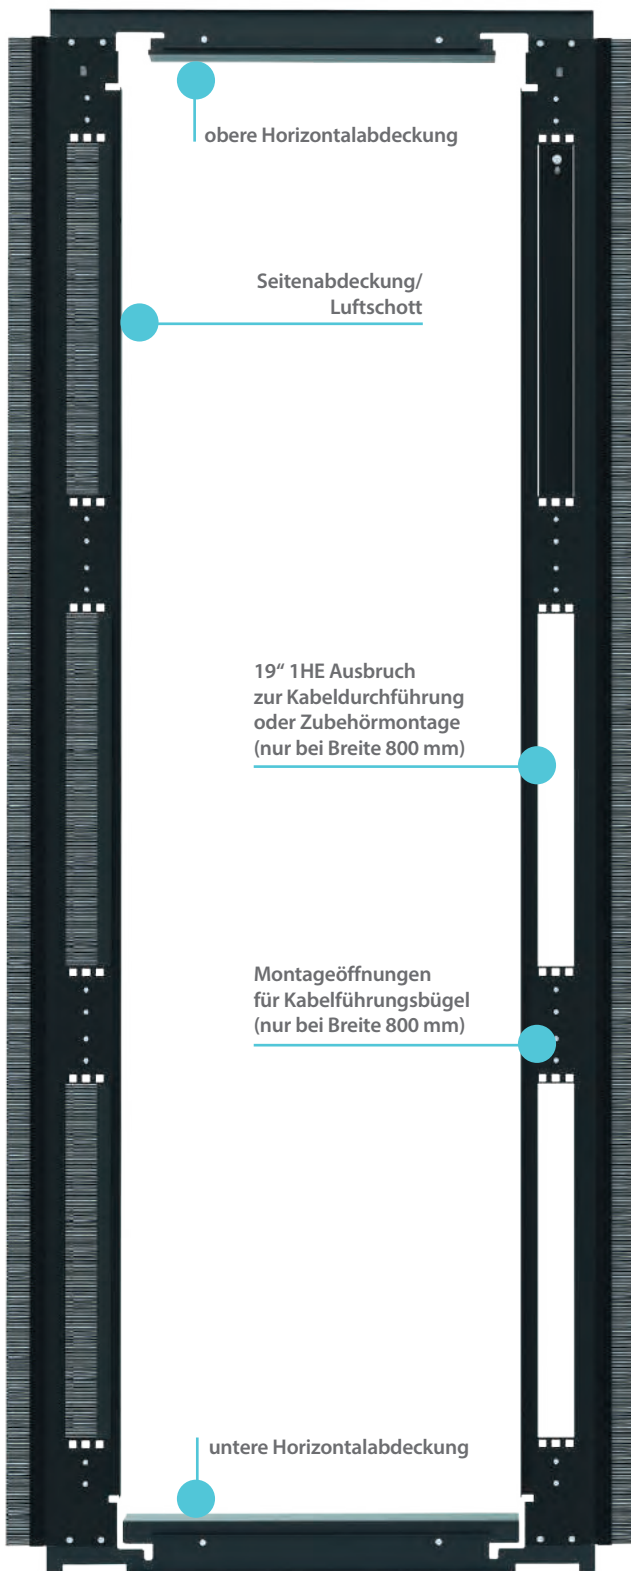 obere Horizontalabdeckung
Seitenabdeckung/
Luftschott
19“ 1HE Ausbruch
zur Kabeldurchführung
oder Zubehörmontage
(nur bei Breite 800 mm)
Montageöffnungen
für Kabelführungsbügel
(nur bei Breite 800 mm)
untere Horizontalabdeckung